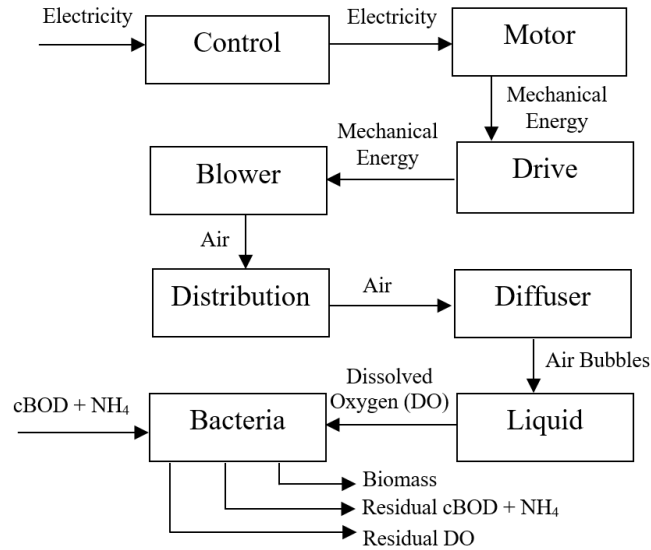 Electricity
Control
Electricity
Motor
Mechanical
Energy
Drive
Mechanical
Energy
Blower
Air
Distribution
Air
Diffuser
Air Bubbles
Liquid
Dissolved
Oxygen (DO)
cBOD + NH₄
Bacteria
Biomass
Residual cBOD + NH₄
Residual DO